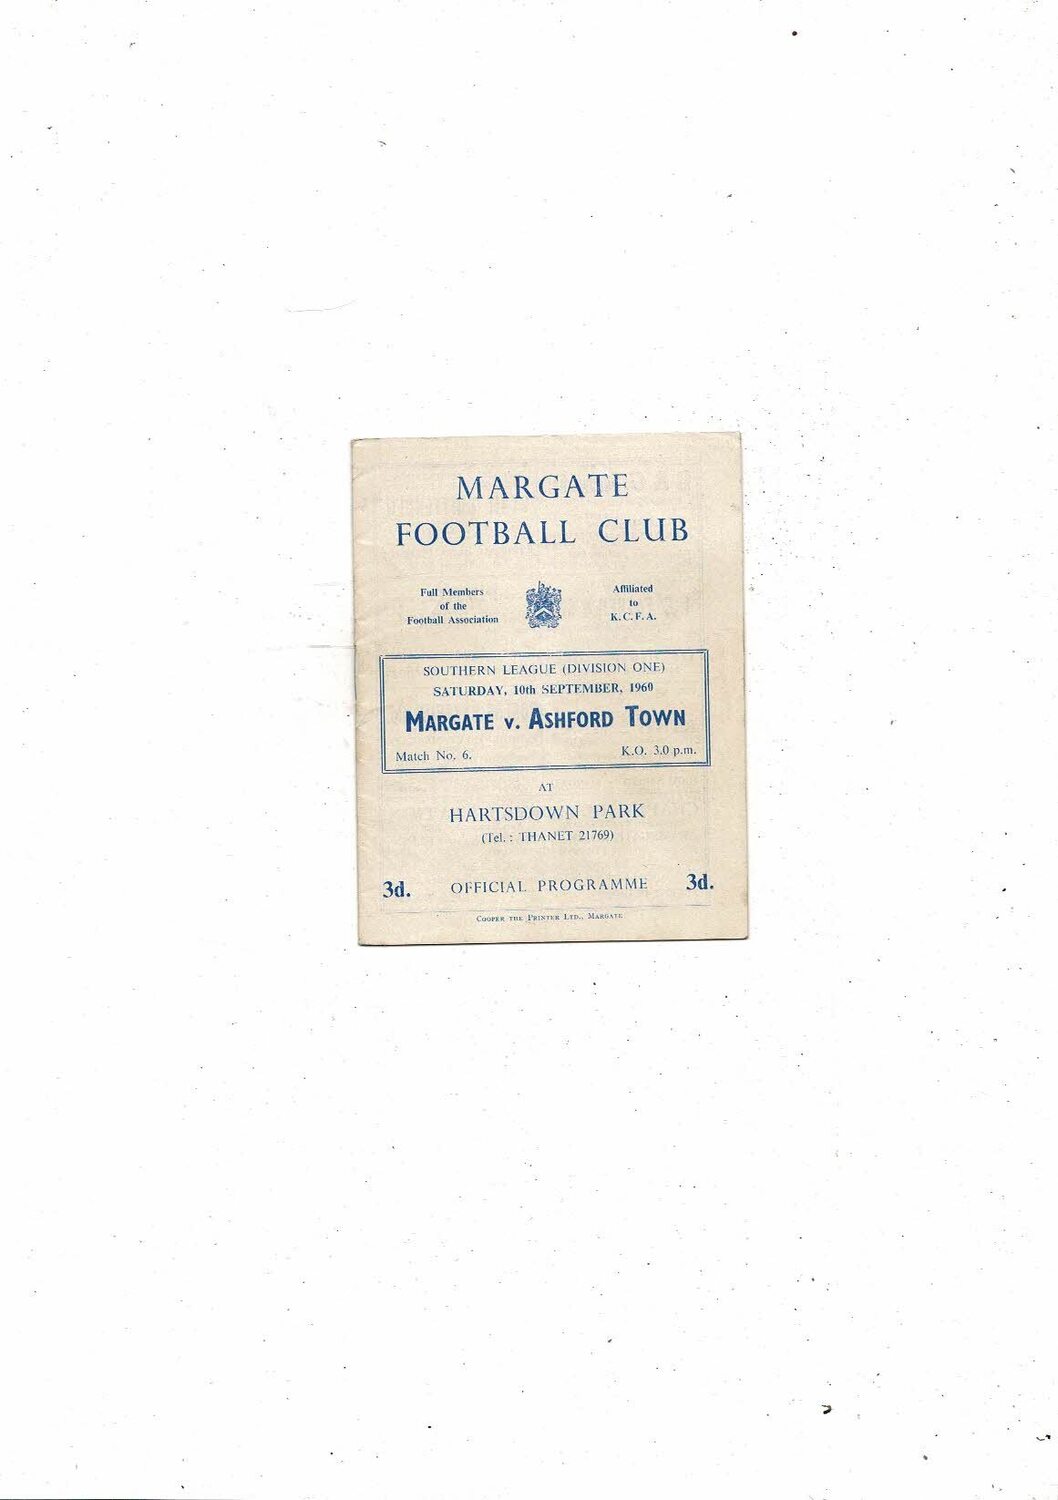 MARGATE
FOOTBALL CLUB
Full Members
of the
Football Association
Affiliated
to
K.C.F.A.
SOUTHERN LEAGUE (DIVISION ONE)
SATURDAY, 10th SEPTEMBER, 1960
MARGATE v. ASHFORD TOWN
Match No. 6. K.O. 3.0 p.m.
AT
HARTSDOWN PARK
(Tel. : THANET 21769)
3d. OFFICIAL PROGRAMME 3d.
COOPER THE PRINTER LTD., MARGATE